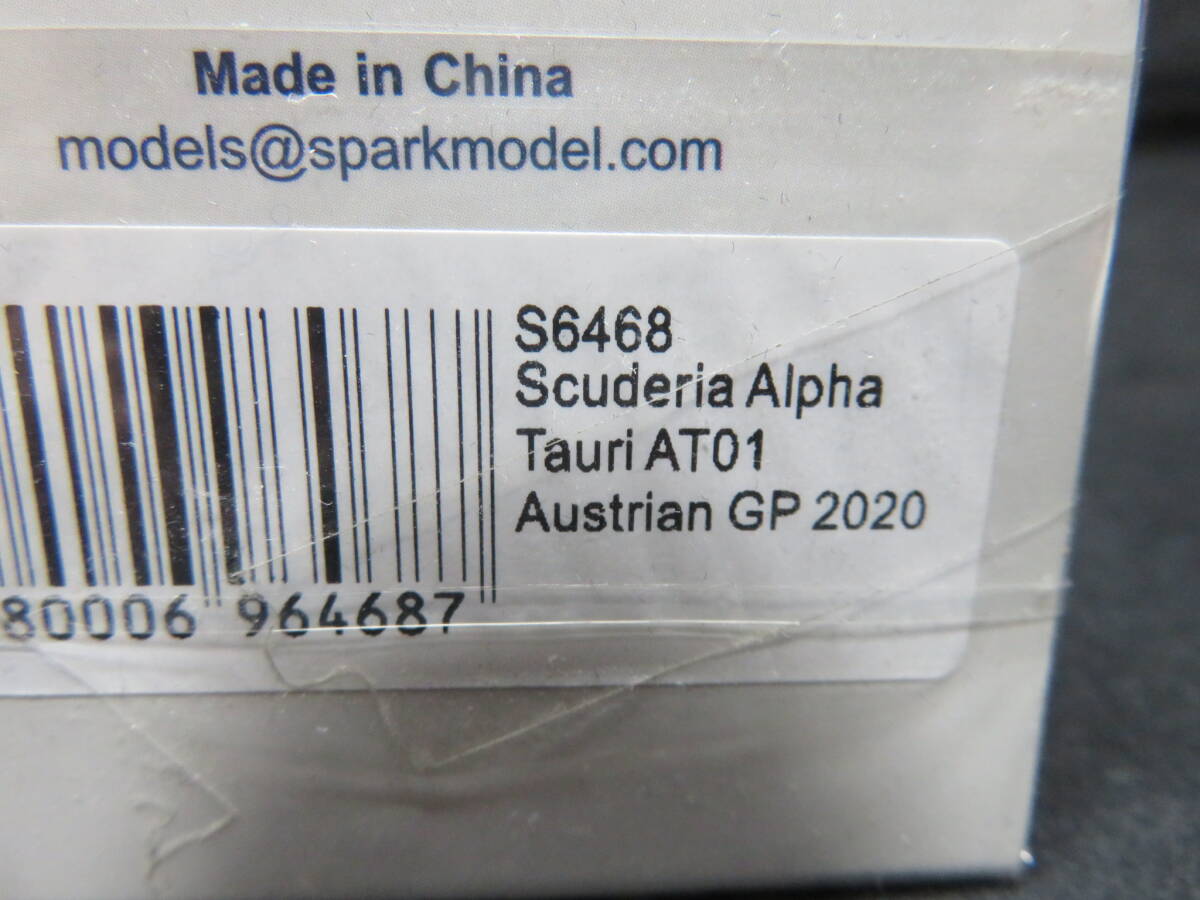 Made in China
models@sparkmodel.com
S6468
Scuderia Alpha
Tauri AT01
Austrian GP 2020
80006 964687